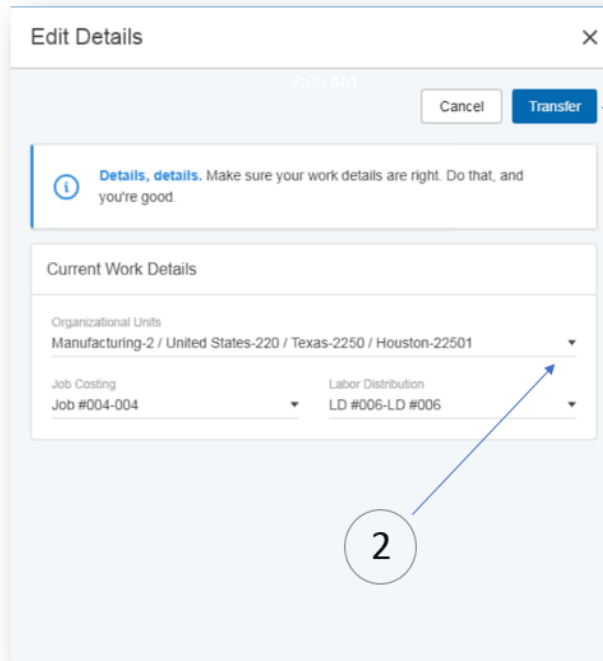 Edit Details
9:00 AM
Cancel
Transfer
Details, details. Make sure your work details are right. Do that, and
you're good.
Current Work Details
Organizational Units
Manufacturing-2 / United States-220 / Texas-2250 / Houston-22501
Job Costing
Labor Distribution
Job #004-004
LD #006-LD #006
2